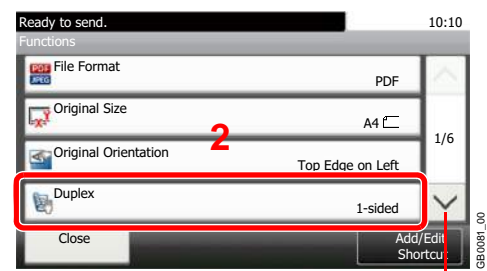 Ready to send. 10:10
Functions
PDF JPEG File Format
PDF
Original Size
A4
1/6
2
Original Orientation
Top Edge on Left
Duplex
1-sided
Close
Add/Edit
Shortcut
GB0081_00